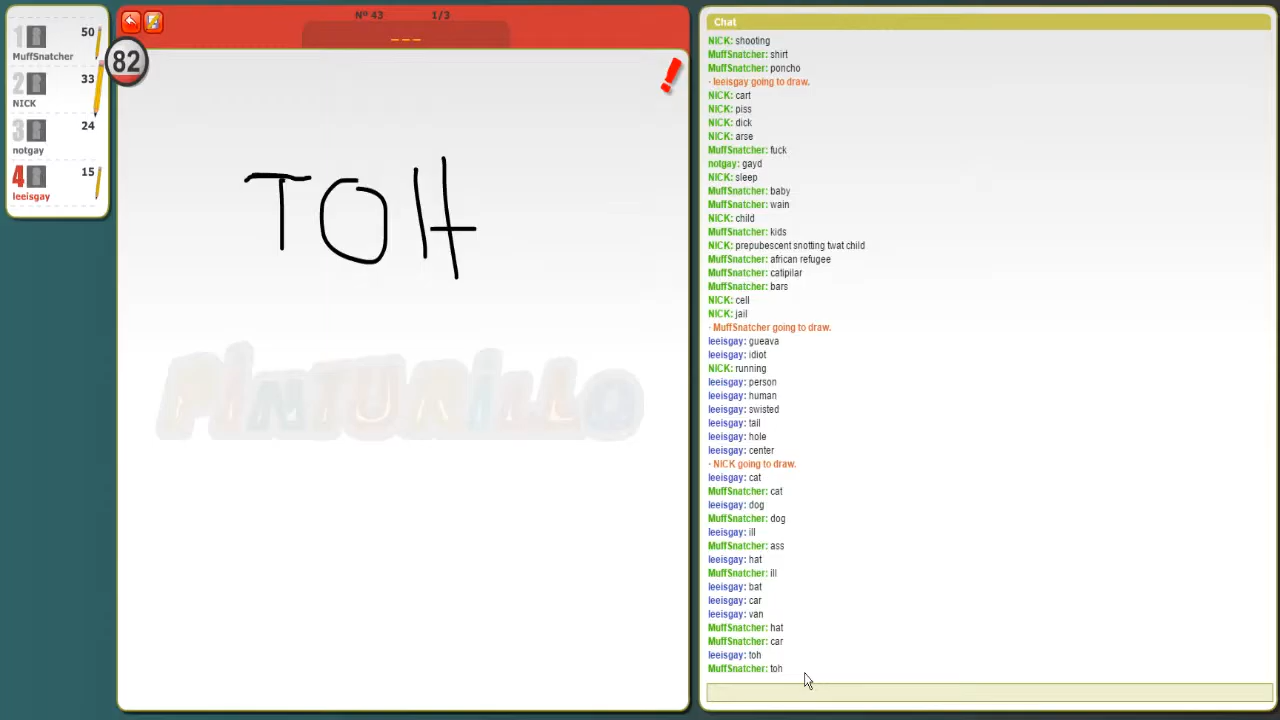 1
MuffSnatcher
50
2
NICK
33
3
notgay
24
4
leeisgay
15
82
Nº 43
1/3
_ _ _
!
TOH
PINTURILLO
Chat
NICK: shooting
MuffSnatcher: shirt
MuffSnatcher: poncho
· leeisgay going to draw.
NICK: cart
NICK: piss
NICK: dick
NICK: arse
MuffSnatcher: fuck
notgay: gayd
NICK: sleep
MuffSnatcher: baby
MuffSnatcher: wain
NICK: child
MuffSnatcher: kids
NICK: prepubescent snotting twat child
MuffSnatcher: african refugee
MuffSnatcher: catipilar
MuffSnatcher: bars
NICK: cell
NICK: jail
· MuffSnatcher going to draw.
leeisgay: gueava
leeisgay: idiot
NICK: running
leeisgay: person
leeisgay: human
leeisgay: swisted
leeisgay: tail
leeisgay: hole
leeisgay: center
· NICK going to draw.
leeisgay: cat
MuffSnatcher: cat
leeisgay: dog
MuffSnatcher: dog
leeisgay: ill
MuffSnatcher: ass
leeisgay: hat
MuffSnatcher: ill
leeisgay: bat
leeisgay: car
leeisgay: van
MuffSnatcher: hat
MuffSnatcher: car
leeisgay: toh
MuffSnatcher: toh